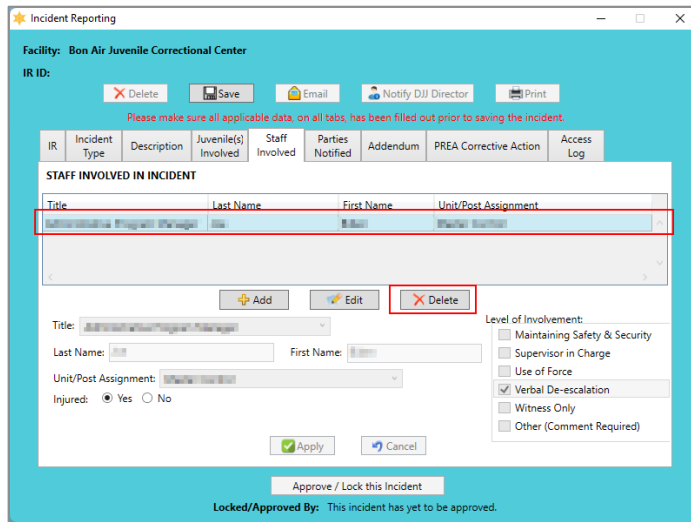 Incident Reporting
Facility: Bon Air Juvenile Correctional Center
IR ID:
Delete Save Email Notify DJJ Director Print
Please make sure all applicable data, on all tabs, has been filled out prior to saving the incident.
IR Incident Type Description Juvenile(s) Involved Staff Involved Parties Notified Addendum PREA Corrective Action Access Log
STAFF INVOLVED IN INCIDENT
Title Last Name First Name Unit/Post Assignment
Add Edit Delete
Level of Involvement:
Title:
Maintaining Safety & Security
Last Name: First Name:
Supervisor in Charge
Use of Force
Unit/Post Assignment:
Verbal De-escalation
Injured: Yes No
Witness Only
Other (Comment Required)
Apply Cancel
Approve / Lock this Incident
Locked/Approved By: This incident has yet to be approved.